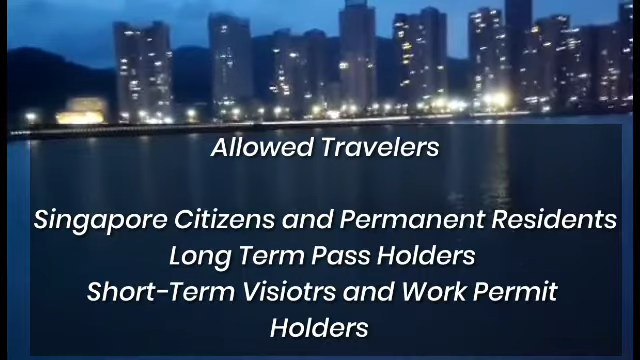 Allowed Travelers
Singapore Citizens and Permanent Residents
Long Term Pass Holders
Short-Term Visiotrs and Work Permit
Holders